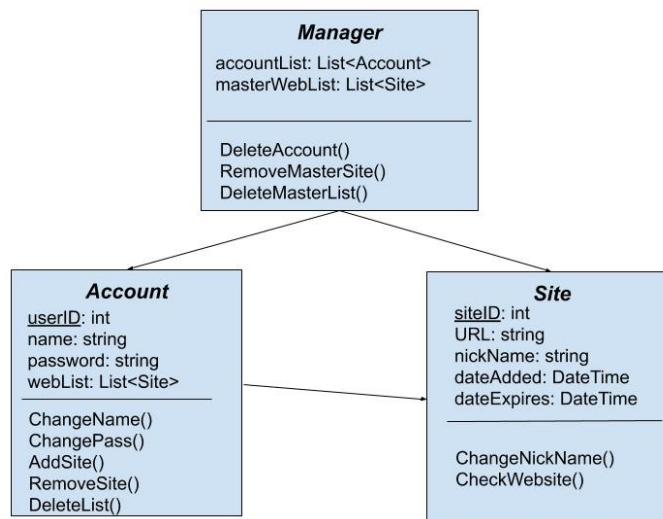 Manager
accountList: List<Account>
masterWebList: List<Site>
DeleteAccount()
RemoveMasterSite()
DeleteMasterList()
Account
userID: int
name: string
password: string
webList: List<Site>
ChangeName()
ChangePass()
AddSite()
RemoveSite()
DeleteList()
Site
siteID: int
URL: string
nickName: string
dateAdded: DateTime
dateExpires: DateTime
ChangeNickName()
CheckWebsite()